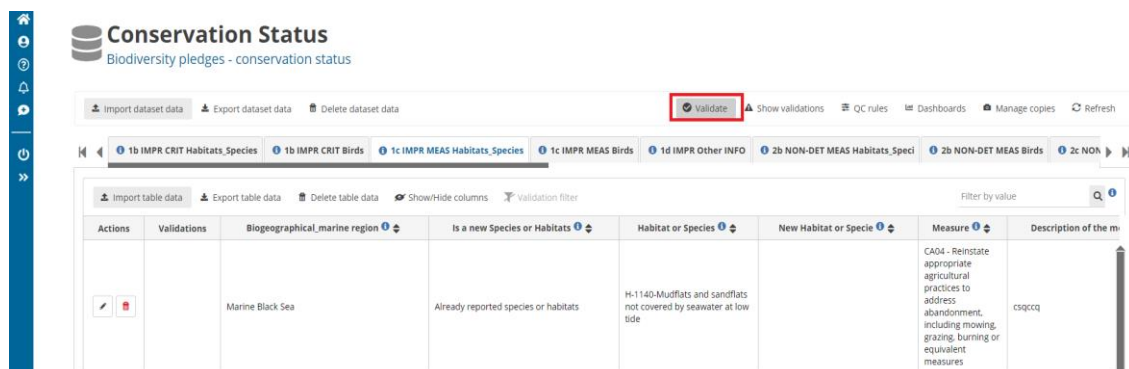 Conservation Status
Biodiversity pledges - conservation status
Import dataset data Export dataset data Delete dataset data Validate Show validations QC rules Dashboards Manage copies Refresh
1b IMPR CRIT Habitats_Species 1b IMPR CRIT Birds 1c IMPR MEAS Habitats_Species 1c IMPR MEAS Birds 1d IMPR Other INFO 2b NON-DET MEAS Habitats_Speci 2b NON-DET MEAS Birds 2c NON
Import table data Export table data Delete table data Show/Hide columns Validation filter Filter by value
Actions Validations Biogeographical_marine region Is a new Species or Habitats Habitat or Species New Habitat or Specie Measure Description of the m
CA04 - Reinstate
appropriate
agricultural
practices to
address
abandonment,
including mowing,
grazing, burning or
equivalent
measures
Marine Black Sea
Already reported species or habitats
H-1140-Mudflats and sandflats
not covered by seawater at low
tide
csqccq